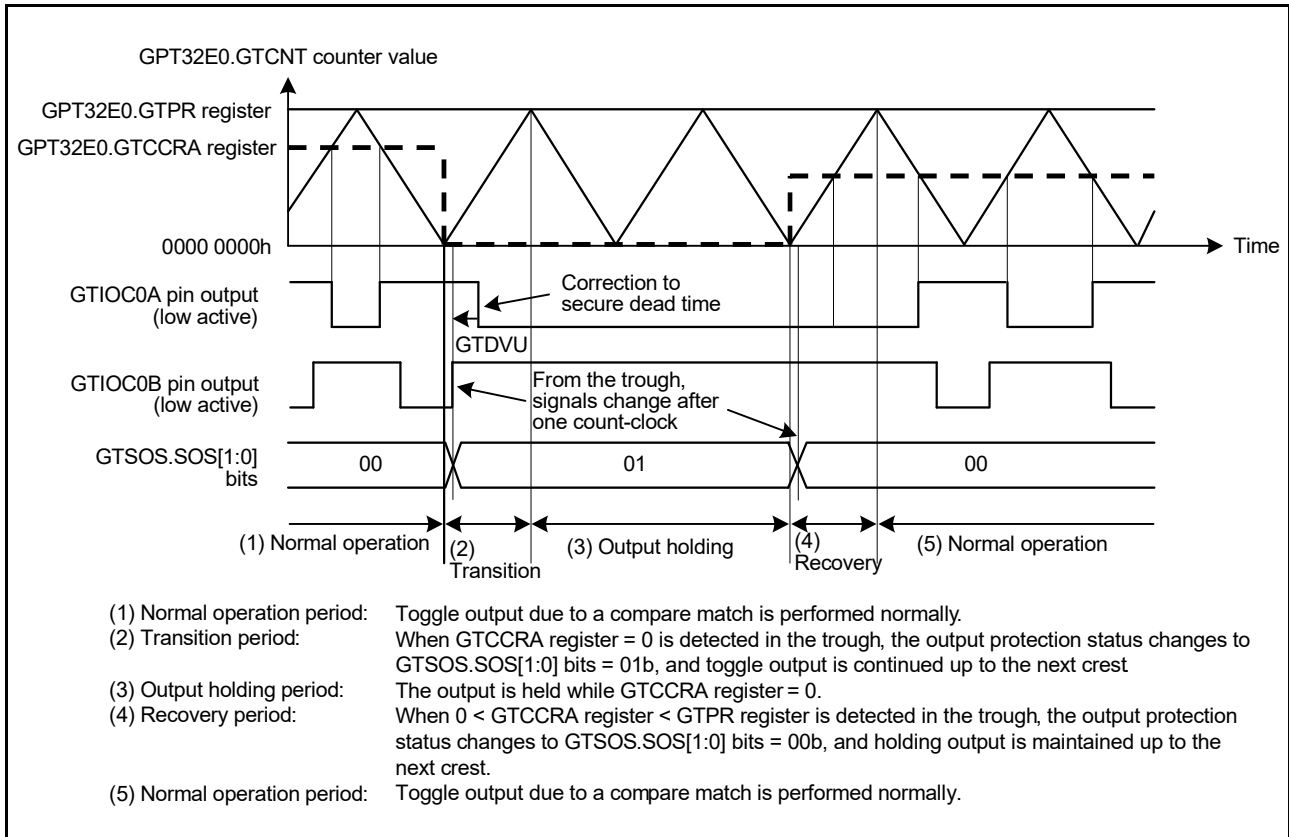 GPT32E0.GTCNT counter value
GPT32E0.GTPR register
GPT32E0.GTCCRA register
0000 0000h
Time
GTIOC0A pin output
(low active)
Correction to
secure dead time
GTDVU
GTIOC0B pin output
(low active)
From the trough,
signals change after
one count-clock
GTSOS.SOS[1:0]
bits
00
01
00
(1) Normal operation
(2)
Transition
(3) Output holding
(4)
Recovery
(5) Normal operation
(1) Normal operation period: Toggle output due to a compare match is performed normally.
(2) Transition period: When GTCCRA register = 0 is detected in the trough, the output protection status changes to
GTSOS.SOS[1:0] bits = 01b, and toggle output is continued up to the next crest
(3) Output holding period: The output is held while GTCCRA register = 0.
(4) Recovery period: When 0 < GTCCRA register < GTPR register is detected in the trough, the output protection
status changes to GTSOS.SOS[1:0] bits = 00b, and holding output is maintained up to the
next crest.
(5) Normal operation period: Toggle output due to a compare match is performed normally.